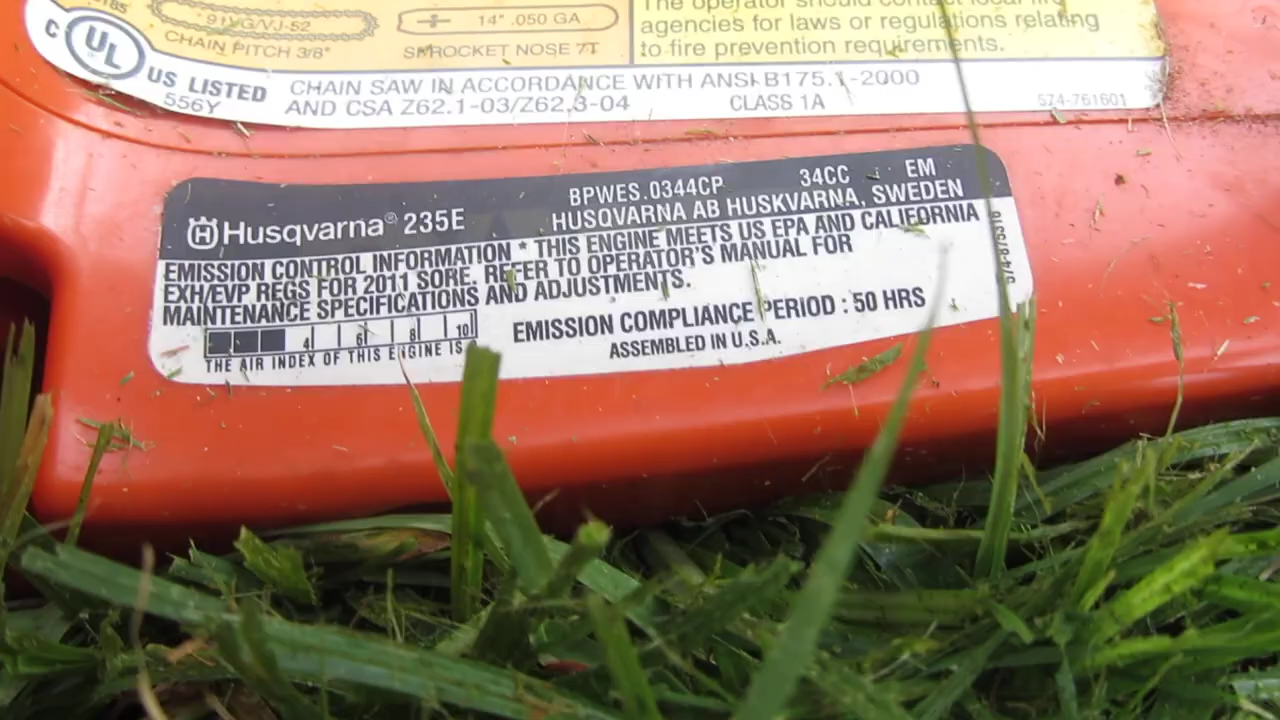 91VG/VJ-52
CHAIN PITCH 3/8"
14" .050 GA
SPROCKET NOSE 7T
The operator should contact local fire
agencies for laws or regulations relating
to fire prevention requirements.
C UL US LISTED
556Y
CHAIN SAW IN ACCORDANCE WITH ANSI B175.1-2000
AND CSA Z62.1-03/Z62.3-04 CLASS 1A
574-761601
Husqvarna® 235E
BPWES.0344CP 34CC EM
HUSQVARNA AB HUSKVARNA, SWEDEN
EMISSION CONTROL INFORMATION * THIS ENGINE MEETS US EPA AND CALIFORNIA
EXH/EVP REGS FOR 2011 SORE. REFER TO OPERATOR'S MANUAL FOR
MAINTENANCE SPECIFICATIONS AND ADJUSTMENTS.
4 6 8 10
THE AIR INDEX OF THIS ENGINE IS
EMISSION COMPLIANCE PERIOD : 50 HRS
ASSEMBLED IN U.S.A.